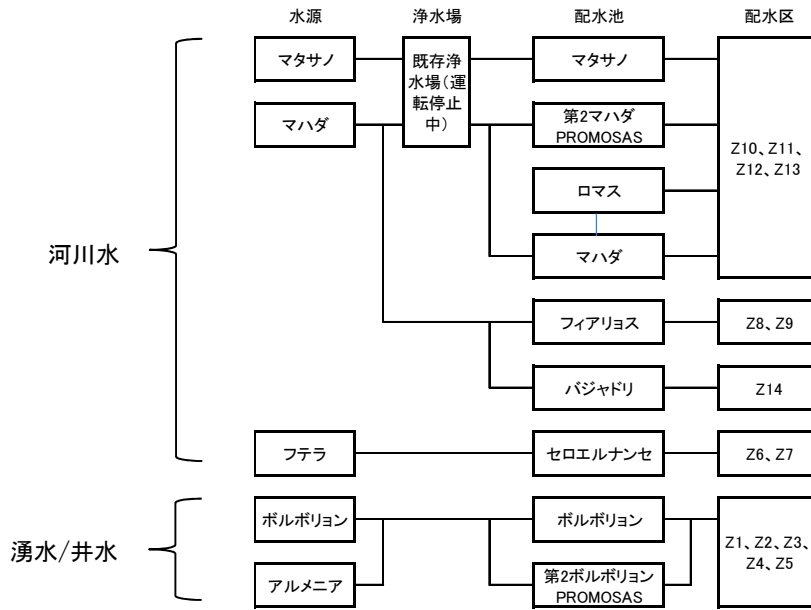 水源 浄水場 配水池 配水区
マタサノ
既存浄
水場(運
転停止
中)
マタサノ
Z10、Z11、
Z12、Z13
マハダ
第2マハダ
PROMOSAS
ロマス
マハダ
河川水
フィアリョス
Z8、Z9
バジャドリ
Z14
フテラ
セロエルナンセ
Z6、Z7
湧水/井水
ボルボリョン
ボルボリョン
Z1、Z2、Z3、
Z4、Z5
アルメニア
第2ボルボリョン
PROMOSAS